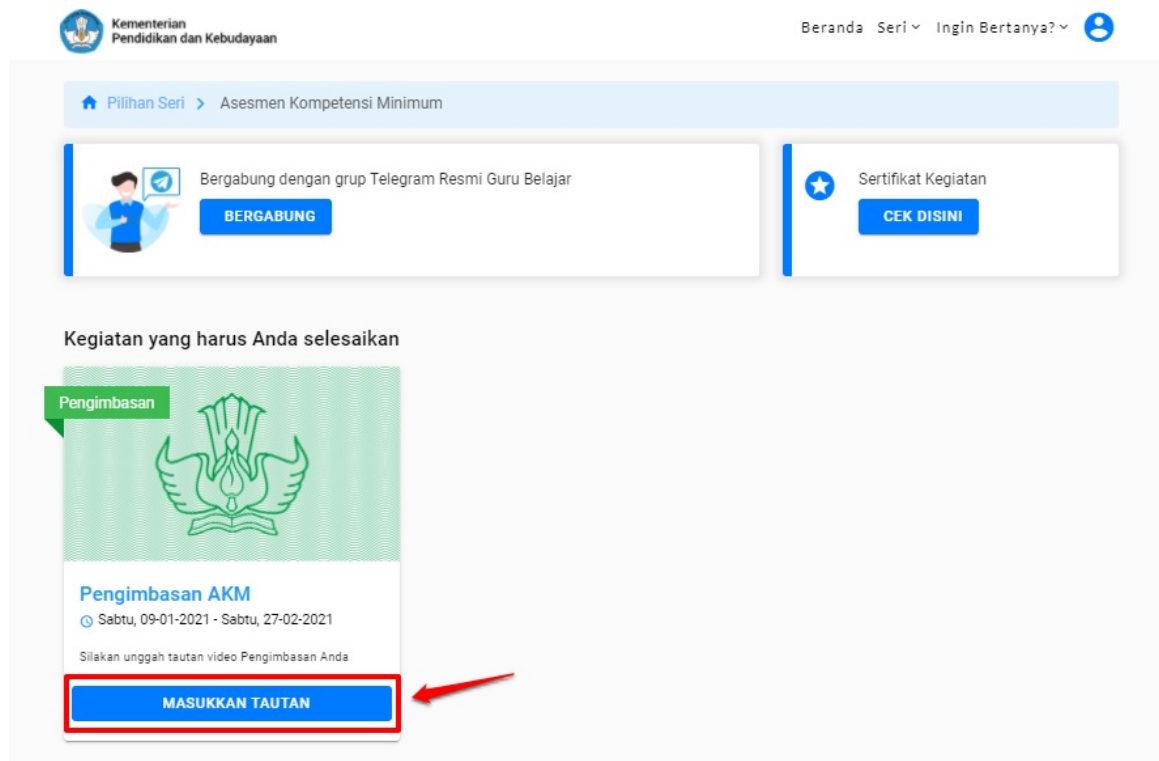 Kementerian
Pendidikan dan Kebudayaan
Beranda Seri Ingin Bertanya?
Pilihan Seri > Asesmen Kompetensi Minimum
Bergabung dengan grup Telegram Resmi Guru Belajar
BERGABUNG
Sertifikat Kegiatan
CEK DISINI
Kegiatan yang harus Anda selesaikan
Pengimbasan
Pengimbasan AKM
Sabtu, 09-01-2021 - Sabtu, 27-02-2021
Silakan unggah tautan video Pengimbasan Anda
MASUKKAN TAUTAN